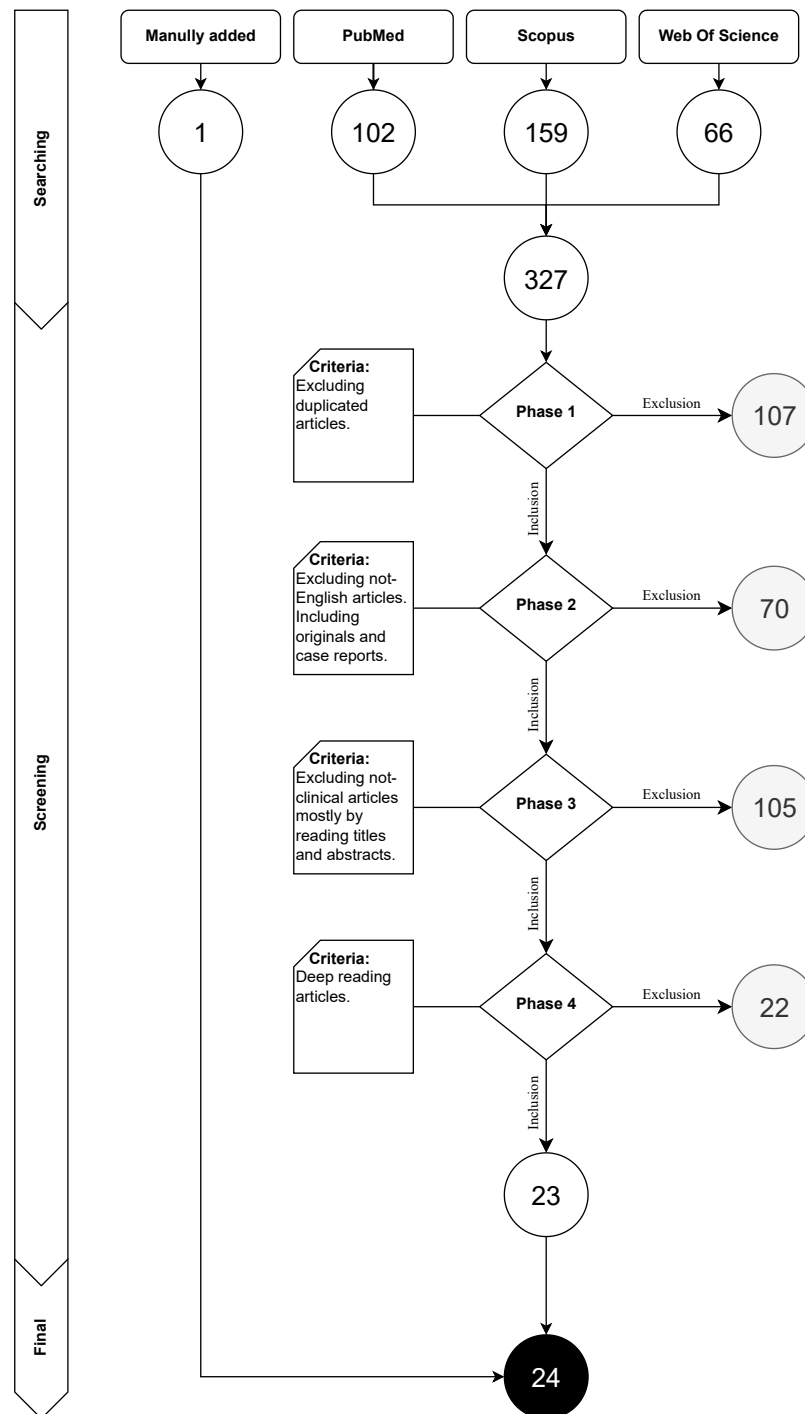 Manully added
PubMed
Scopus
Web Of Science
1
102
159
66
Searching
327
Criteria:
Excluding
duplicated
articles.
Phase 1
Exclusion
107
Inclusion
Criteria:
Excluding not-
English articles.
Including
originals and
case reports.
Phase 2
Exclusion
70
Inclusion
Screening
Criteria:
Excluding not-
clinical articles
mostly by
reading titles
and abstracts.
Phase 3
Exclusion
105
Inclusion
Criteria:
Deep reading
articles.
Phase 4
Exclusion
22
Inclusion
23
Final
24